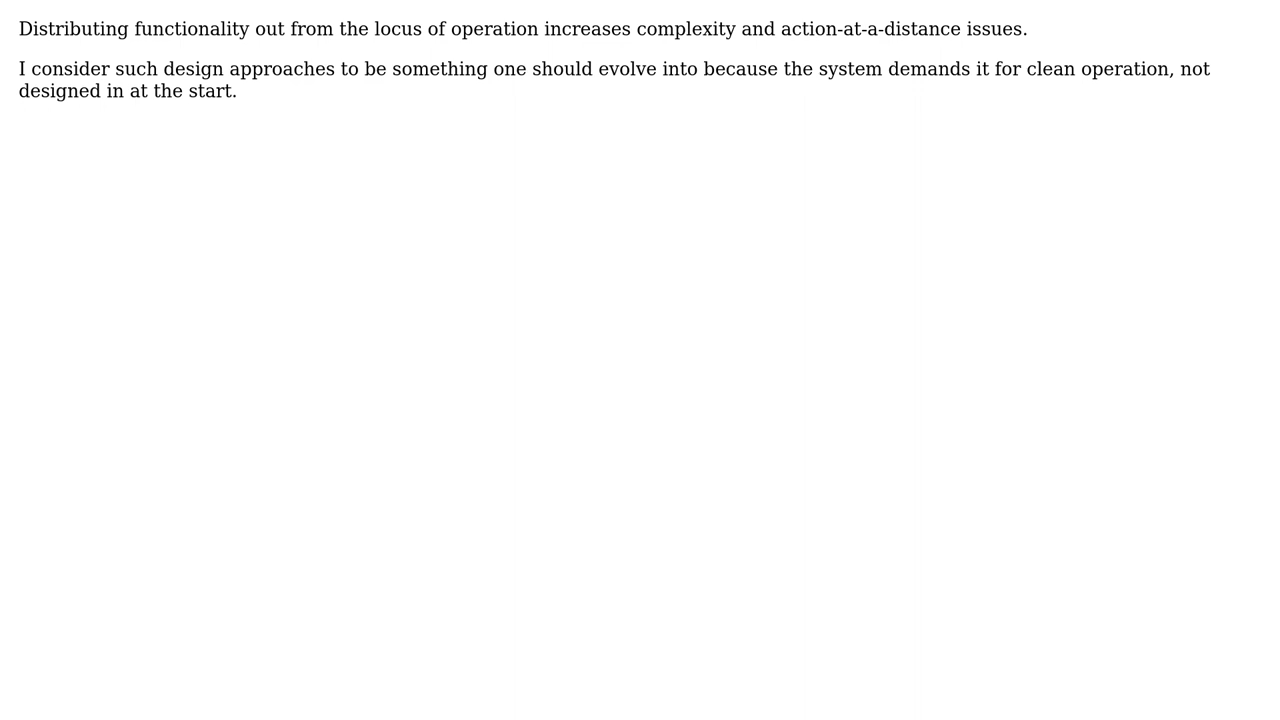 Distributing functionality out from the locus of operation increases complexity and action-at-a-distance issues.
I consider such design approaches to be something one should evolve into because the system demands it for clean operation, not
designed in at the start.